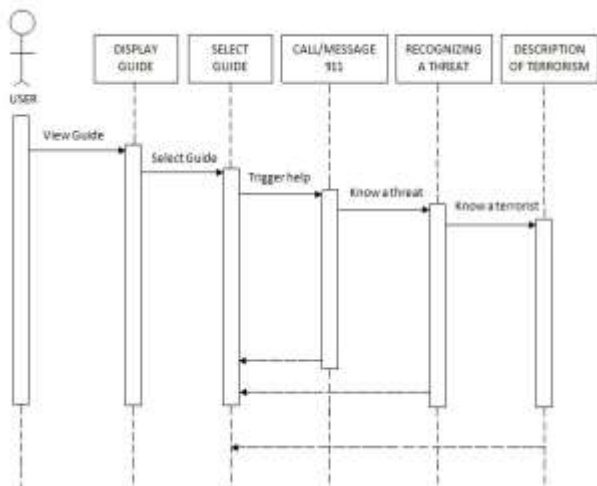 DISPLAY
GUIDE
SELECT
GUIDE
CALL/MESSAGE
911
RECOGNIZING
A THREAT
DESCRIPTION
OF TERRORISM
USER
View Guide
Select Guide
Trigger help
Know a threat
Know a terrorist